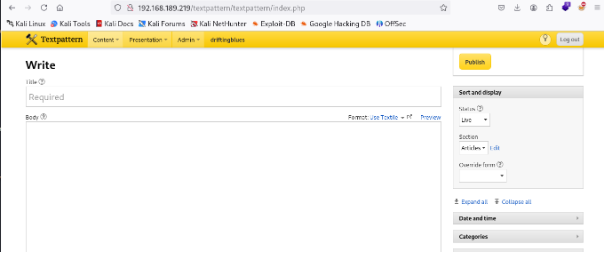 192.168.189.219/textpattern/textpattern/index.php
Kali Linux Kali Tools Kali Docs Kali Forums Kali NetHunter Exploit-DB Google Hacking DB OffSec
Textpattern Content Presentation Admin driftingblues Log out
Write
Publish
Title
Required
Sort and display
Body Format: Use Textile Preview
Status
Live
Section
Articles Edit
Override form
Expand all Collapse all
Date and time
Categories